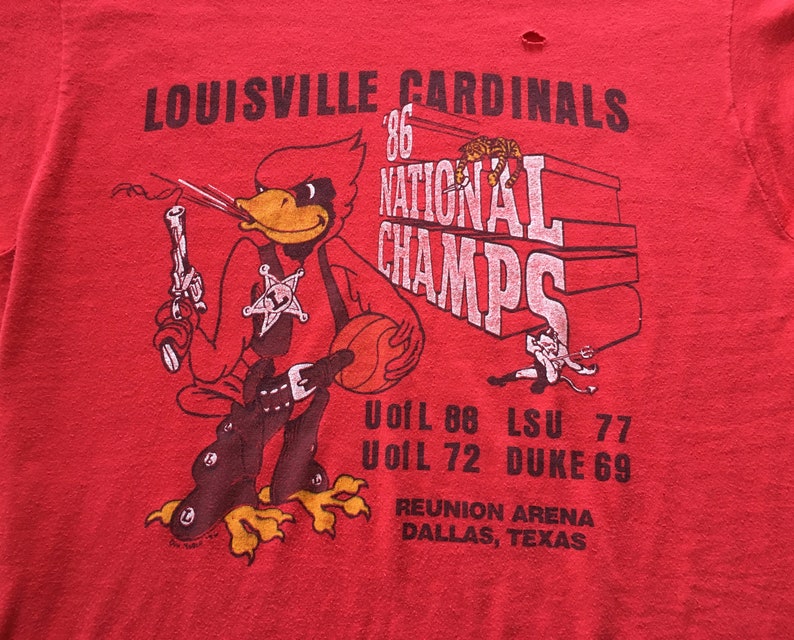 LOUISVILLE CARDINALS
'86
NATIONAL
CHAMPS
L
U of L 88 LSU 77
U of L 72 DUKE 69
REUNION ARENA
DALLAS, TEXAS